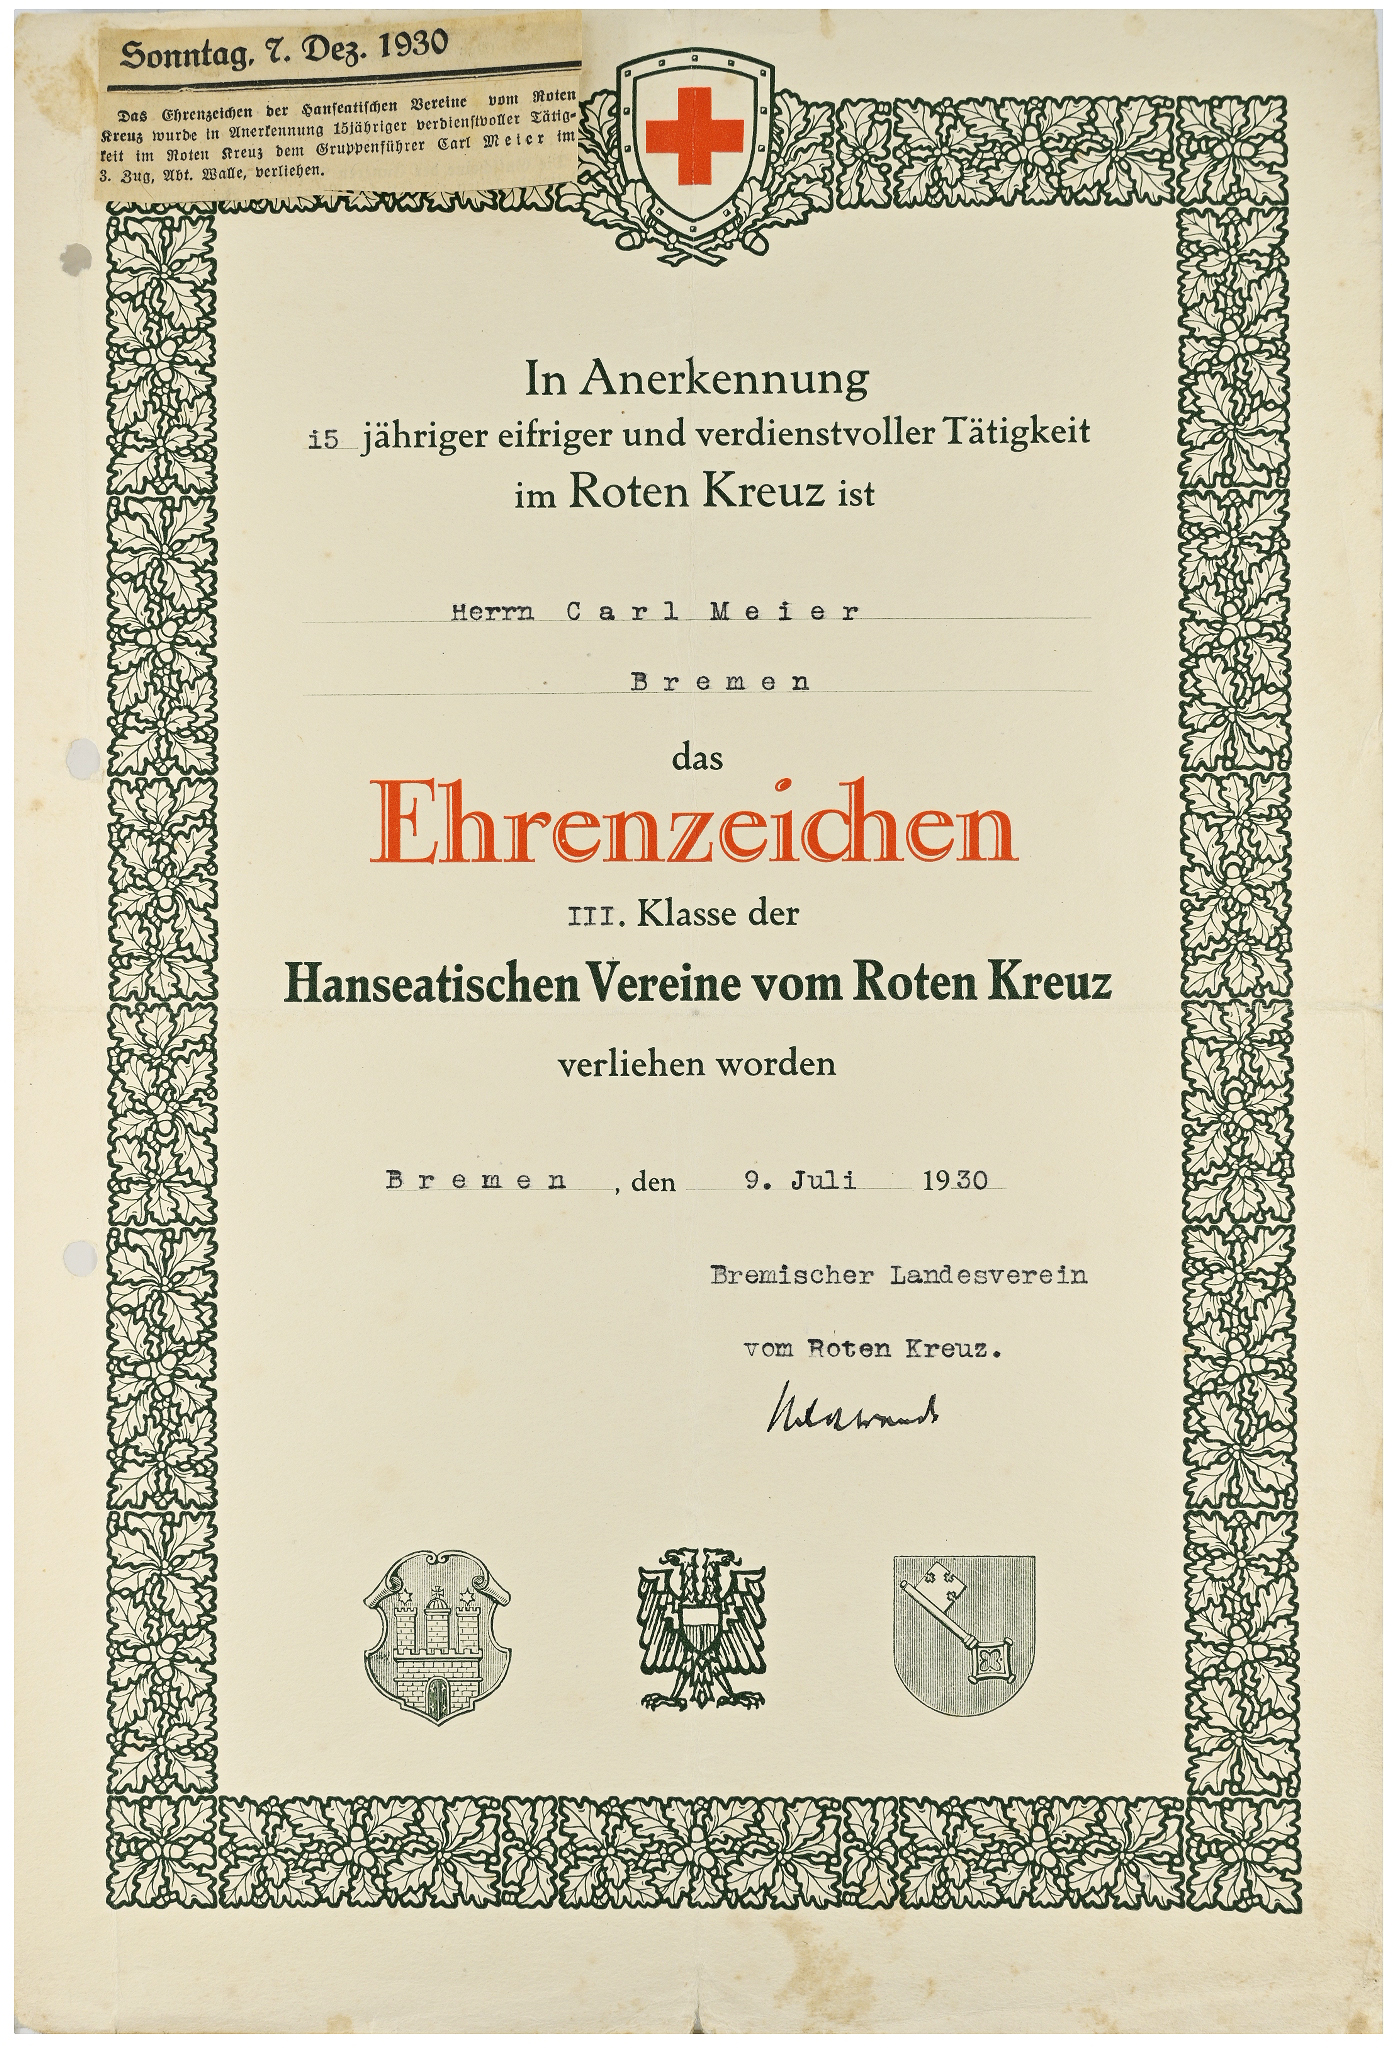 Sonntag, 7. Dez. 1930
Das Ehrenzeichen der Hanseatischen Vereine vom Roten
Kreuz wurde in Anerkennung 15jähriger verdienstvoller Tätig-
keit im Roten Kreuz dem Gruppenführer Carl Meier im
3. Zug, Abt. Walle, verliehen.
In Anerkennung
i5 jähriger eifriger und verdienstvoller Tätigkeit
im Roten Kreuz ist
Herrn Carl Meier
Bremen
das
Ehrenzeichen
III. Klasse der
Hanseatischen Vereine vom Roten Kreuz
verliehen worden
Bremen, den 9. Juli 1930
Bremischer Landesverein
vom Roten Kreuz.